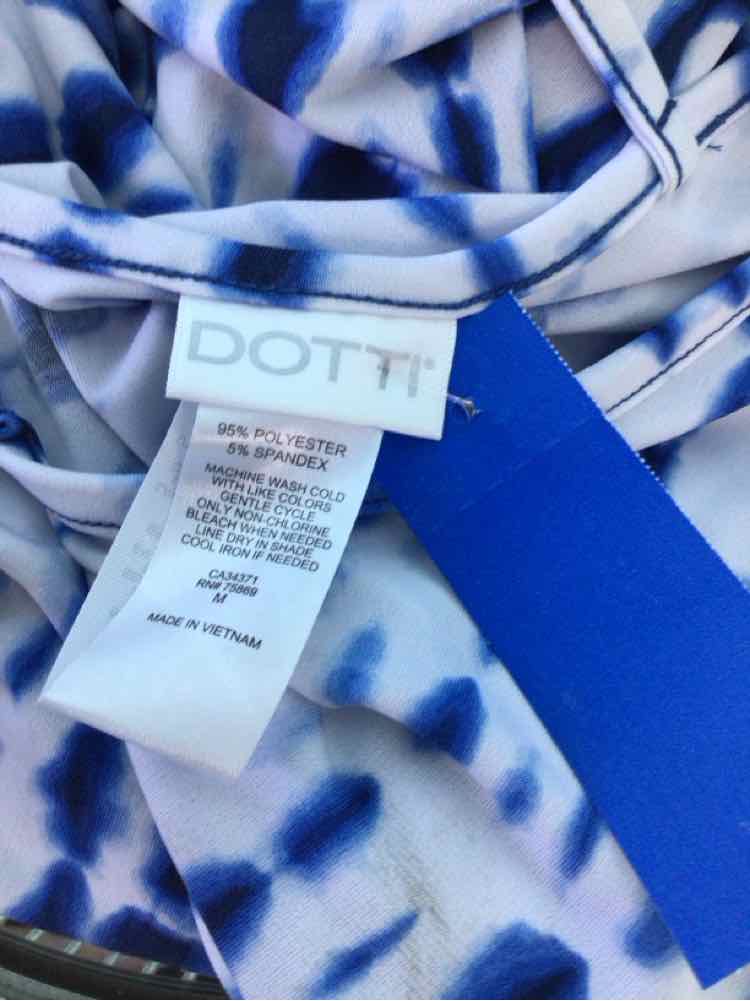 DOTTI
95% POLYESTER
5% SPANDEX
MACHINE WASH COLD
WITH LIKE COLORS
GENTLE CYCLE
ONLY NON-CHLORINE
BLEACH WHEN NEEDED
LINE DRY IN SHADE
COOL IRON IF NEEDED
CA34371
RN# 75869
M
MADE IN VIETNAM